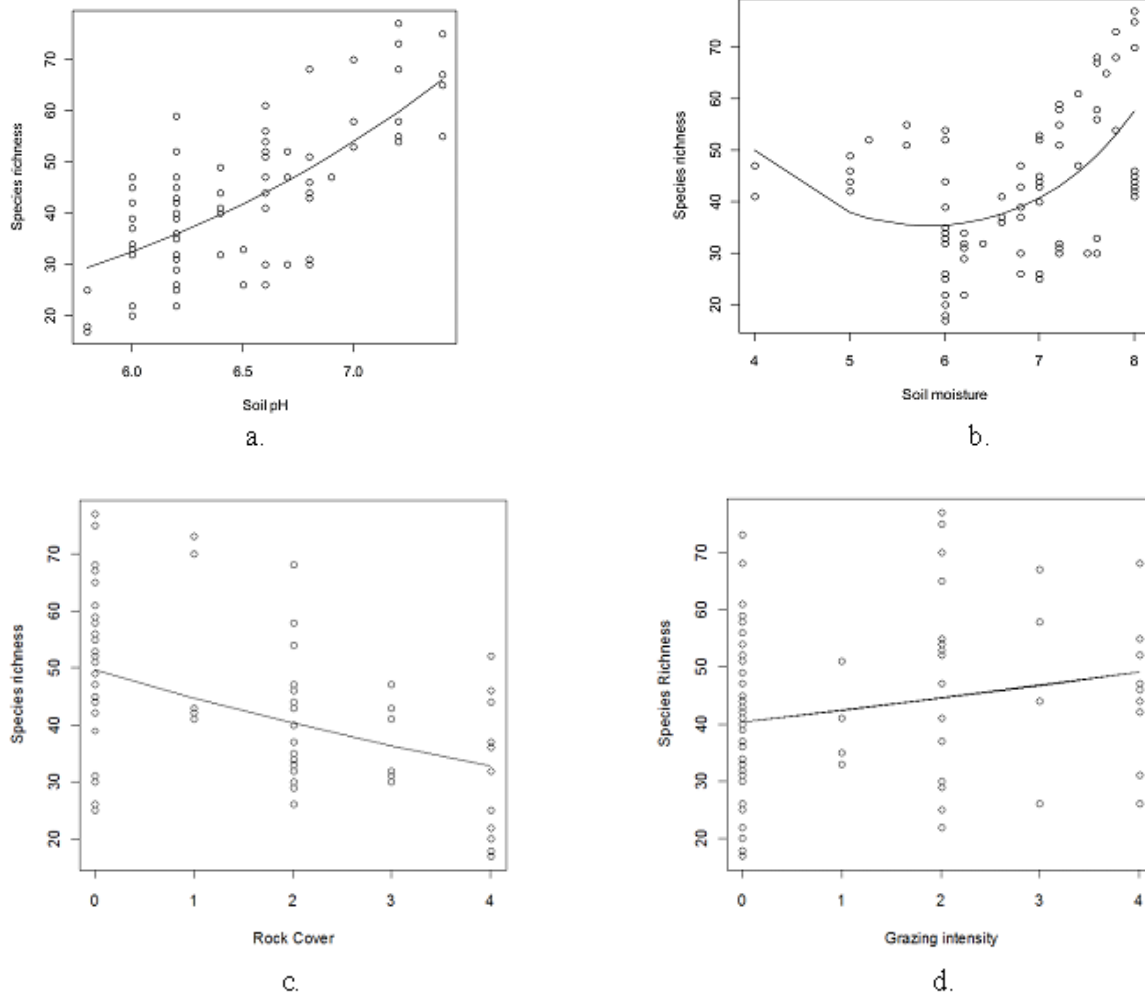 Species richness
70
60
50
40
30
20
6.0 6.5 7.0
Soil pH
a.
Species richness
70
60
50
40
30
20
4 5 6 7 8
Soil moisture
b.
Species richness
70
60
50
40
30
20
0 1 2 3 4
Rock Cover
c.
Species Richness
70
60
50
40
30
20
0 1 2 3 4
Grazing intensity
d.